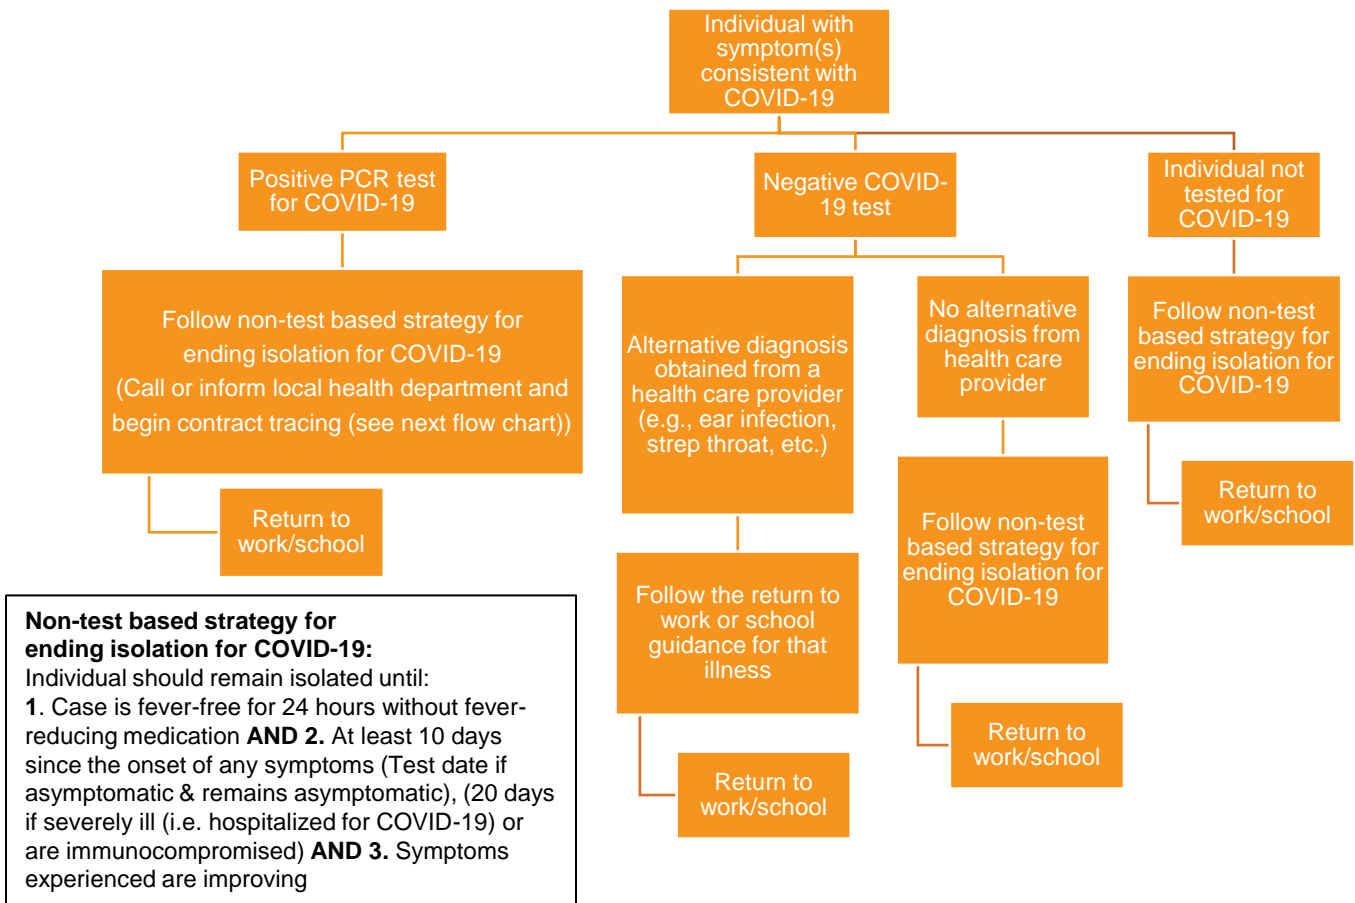 Individual with
symptom(s)
consistent with
COVID-19
Positive PCR test
for COVID-19
Follow non-test based strategy for
ending isolation for COVID-19
(Call or inform local health department and
begin contract tracing (see next flow chart))
Return to
work/school
Negative COVID-
19 test
Alternative diagnosis
obtained from a
health care provider
(e.g., ear infection,
strep throat, etc.)
Follow the return to
work or school
guidance for that
illness
Return to
work/school
No alternative
diagnosis from
health care
provider
Follow non-test
based strategy for
ending isolation for
COVID-19
Return to
work/school
Individual not
tested for
COVID-19
Follow non-test
based strategy for
ending isolation for
COVID-19
Return to
work/school
Non-test based strategy for
ending isolation for COVID-19:
Individual should remain isolated until:
1. Case is fever-free for 24 hours without fever-
reducing medication AND 2. At least 10 days
since the onset of any symptoms (Test date if
asymptomatic & remains asymptomatic), (20 days
if severely ill (i.e. hospitalized for COVID-19) or
are immunocompromised) AND 3. Symptoms
experienced are improving